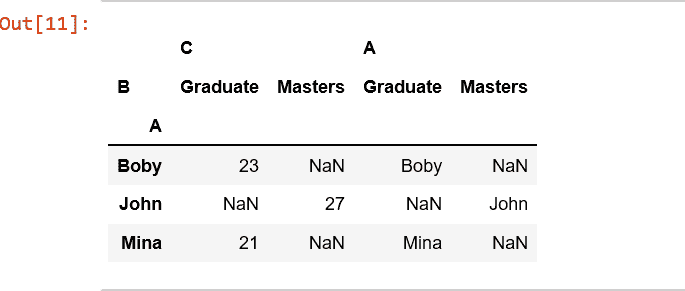 Out[11]:
C A
B Graduate Masters Graduate Masters
A
Boby 23 NaN Boby NaN
John NaN 27 NaN John
Mina 21 NaN Mina NaN